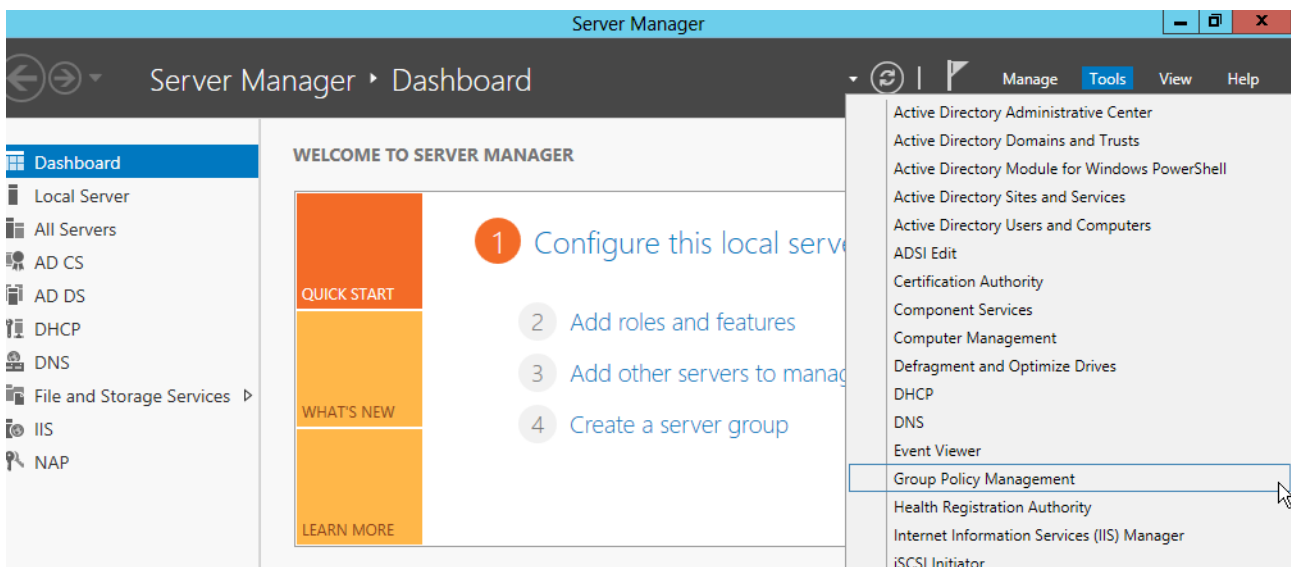 Server Manager
Server Manager ‣ Dashboard
Manage Tools View Help
Dashboard
Local Server
All Servers
AD CS
AD DS
DHCP
DNS
File and Storage Services
IIS
NAP
WELCOME TO SERVER MANAGER
QUICK START
WHAT'S NEW
LEARN MORE
1 Configure this local serve
2 Add roles and features
3 Add other servers to manag
4 Create a server group
Active Directory Administrative Center
Active Directory Domains and Trusts
Active Directory Module for Windows PowerShell
Active Directory Sites and Services
Active Directory Users and Computers
ADSI Edit
Certification Authority
Component Services
Computer Management
Defragment and Optimize Drives
DHCP
DNS
Event Viewer
Group Policy Management
Health Registration Authority
Internet Information Services (IIS) Manager
iSCSI Initiator